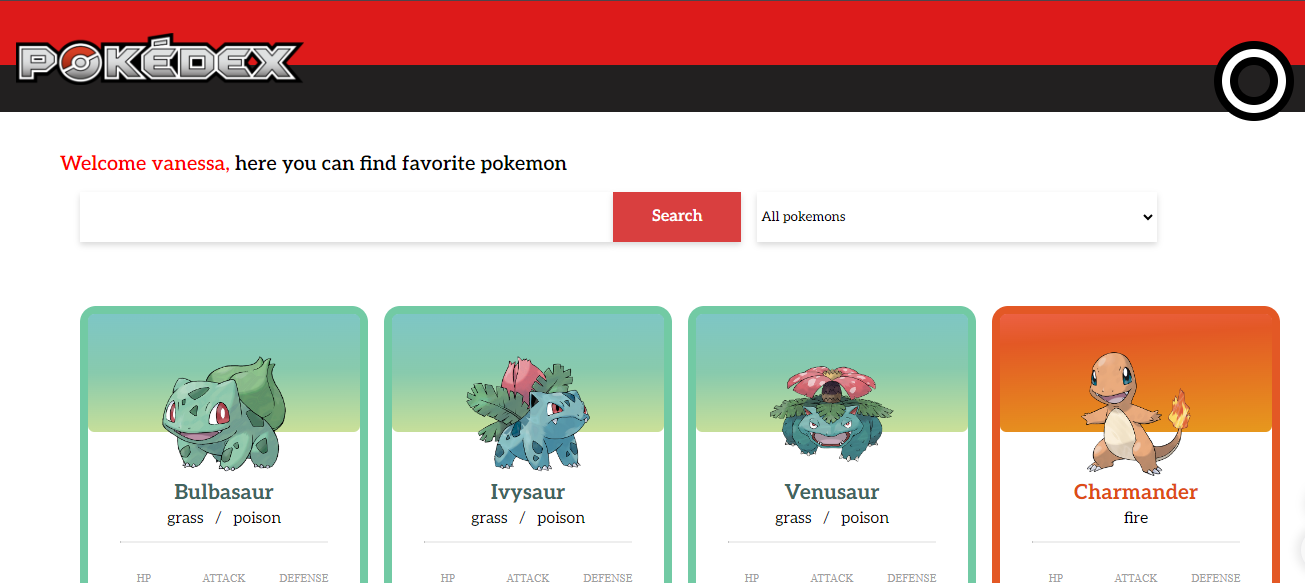 POKÉDEX
Welcome vanessa, here you can find favorite pokemon
Search
All pokemons
Bulbasaur
grass / poison
HP ATTACK DEFENSE
Ivysaur
grass / poison
HP ATTACK DEFENSE
Venusaur
grass / poison
HP ATTACK DEFENSE
Charmander
fire
HP ATTACK DEFENSE